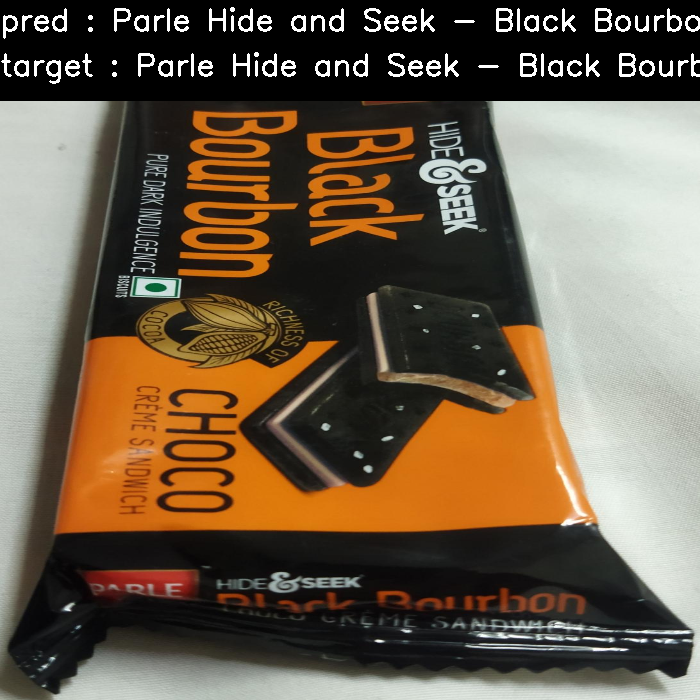 pred : Parle Hide and Seek - Black Bourbo
target : Parle Hide and Seek - Black Bourb
HIDE & SEEK®
Black
Bourbon
PURE DARK INDULGENCE
BISCUITS
RICHNESS OF
COCOA
CHOCO
CRÈME SANDWICH
PARLE
HIDE & SEEK
Black Bourbon
CHOCO CRÈME SANDWICH